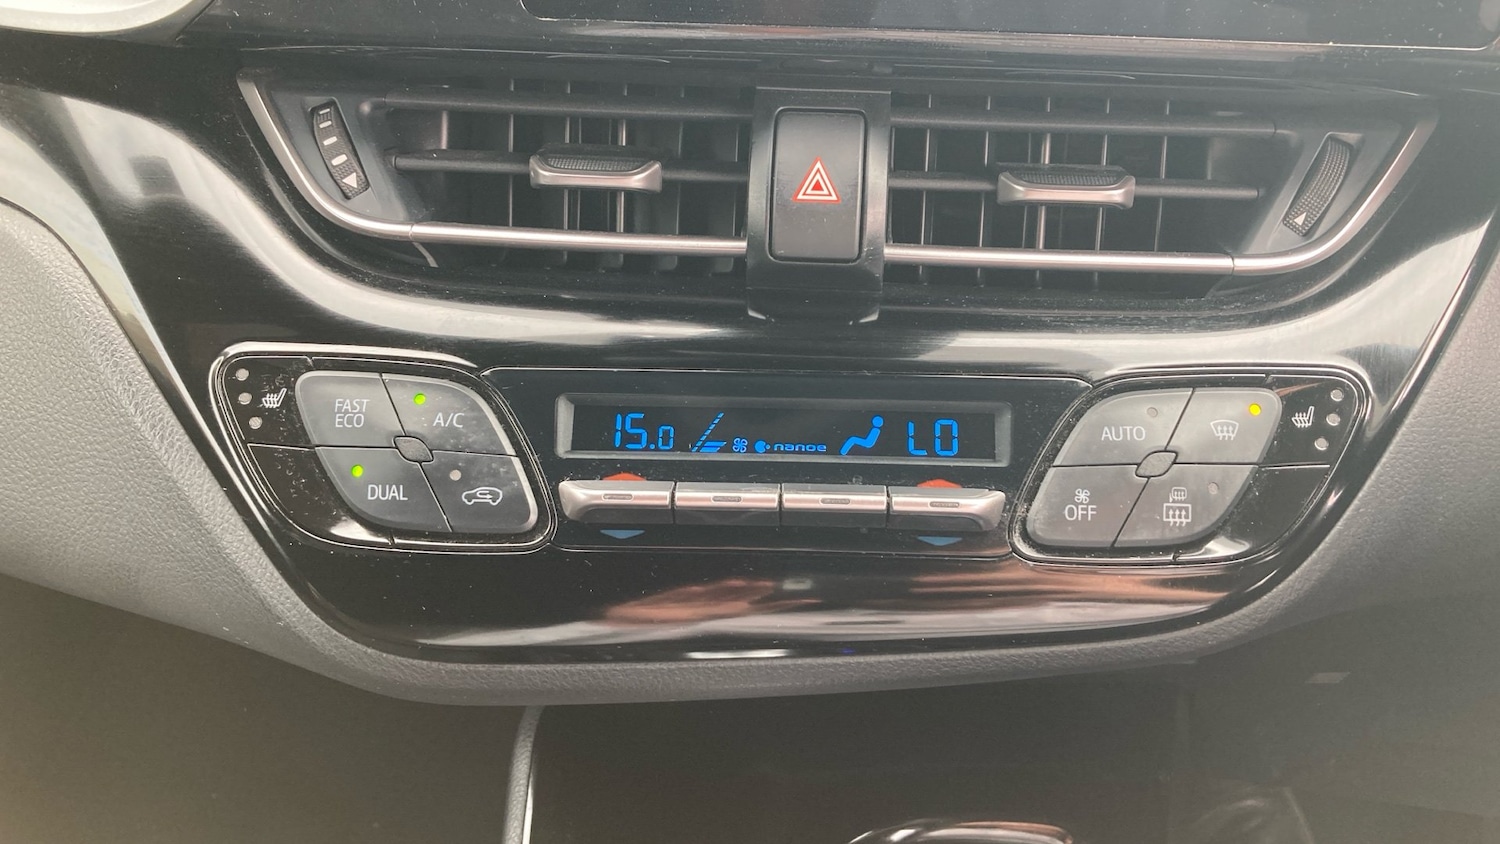 FAST
ECO
A/C
DUAL
15.0
nanoe
LO
AUTO
OFF